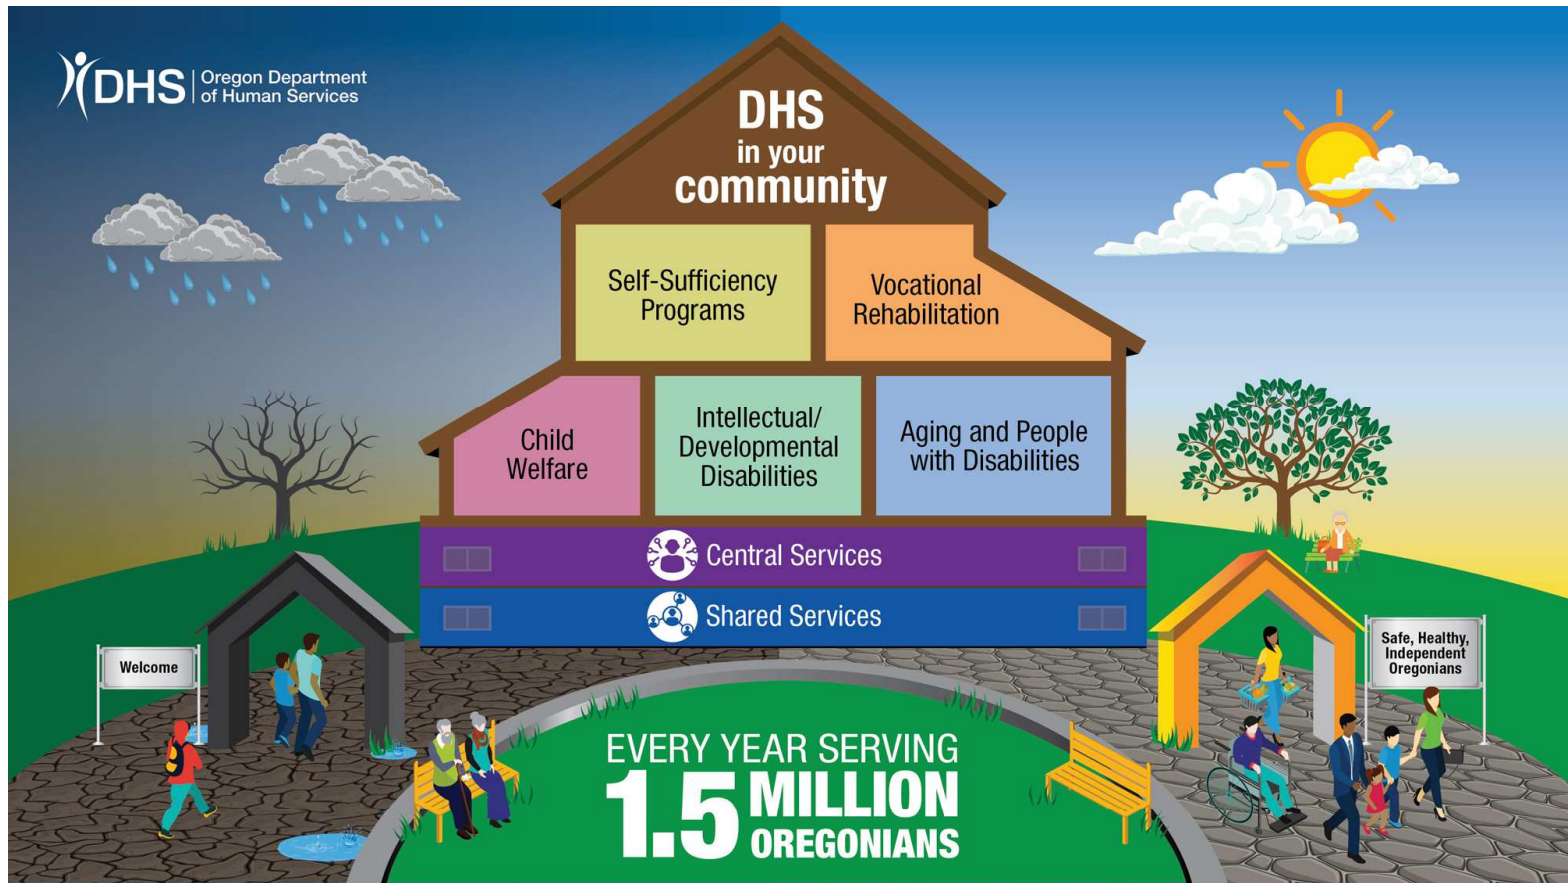 DHS
Oregon Department
of Human Services
DHS
in your
community
Self-Sufficiency
Programs
Vocational
Rehabilitation
Child
Welfare
Intellectual/
Developmental
Disabilities
Aging and People
with Disabilities
Central Services
Shared Services
Welcome
Safe, Healthy,
Independent
Oregonians
EVERY YEAR SERVING
1.5 MILLION
OREGONIANS